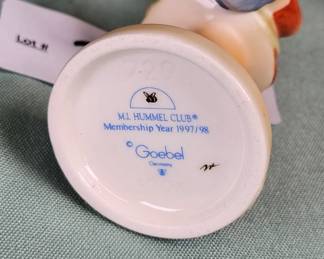 Lot #
M.I. HUMMEL CLUB®
Membership Year 1997/98
© Goebel
Germany